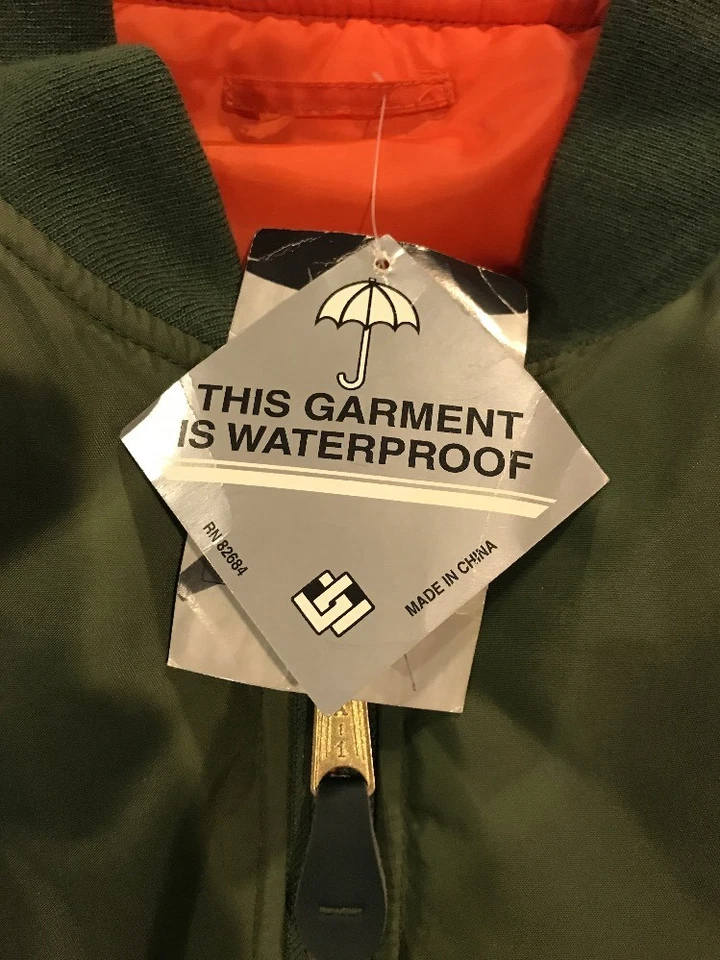 THIS GARMENT
IS WATERPROOF
RN 82684
MADE IN CHINA